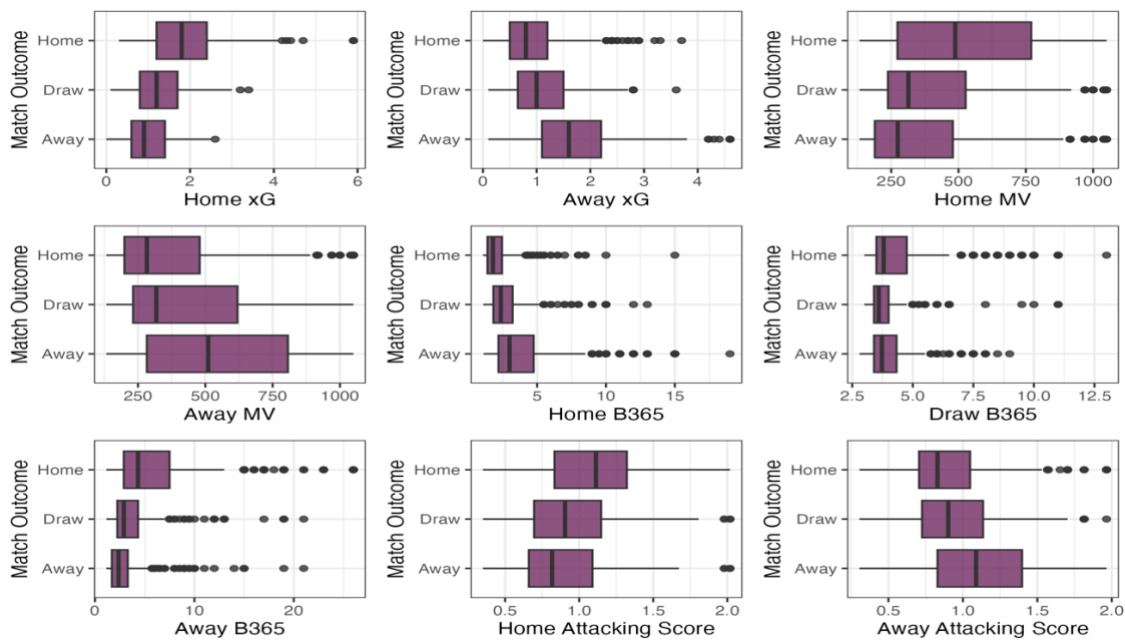 Match Outcome
Home
Draw
Away
0 2 4 6
Home xG
Match Outcome
Home
Draw
Away
0 1 2 3 4
Away xG
Match Outcome
Home
Draw
Away
250 500 750 1000
Home MV
Match Outcome
Home
Draw
Away
250 500 750 1000
Away MV
Match Outcome
Home
Draw
Away
5 10 15
Home B365
Match Outcome
Home
Draw
Away
2.5 5.0 7.5 10.0 12.5
Draw B365
Match Outcome
Home
Draw
Away
0 10 20
Away B365
Match Outcome
Home
Draw
Away
0.5 1.0 1.5 2.0
Home Attacking Score
Match Outcome
Home
Draw
Away
0.5 1.0 1.5 2.0
Away Attacking Score